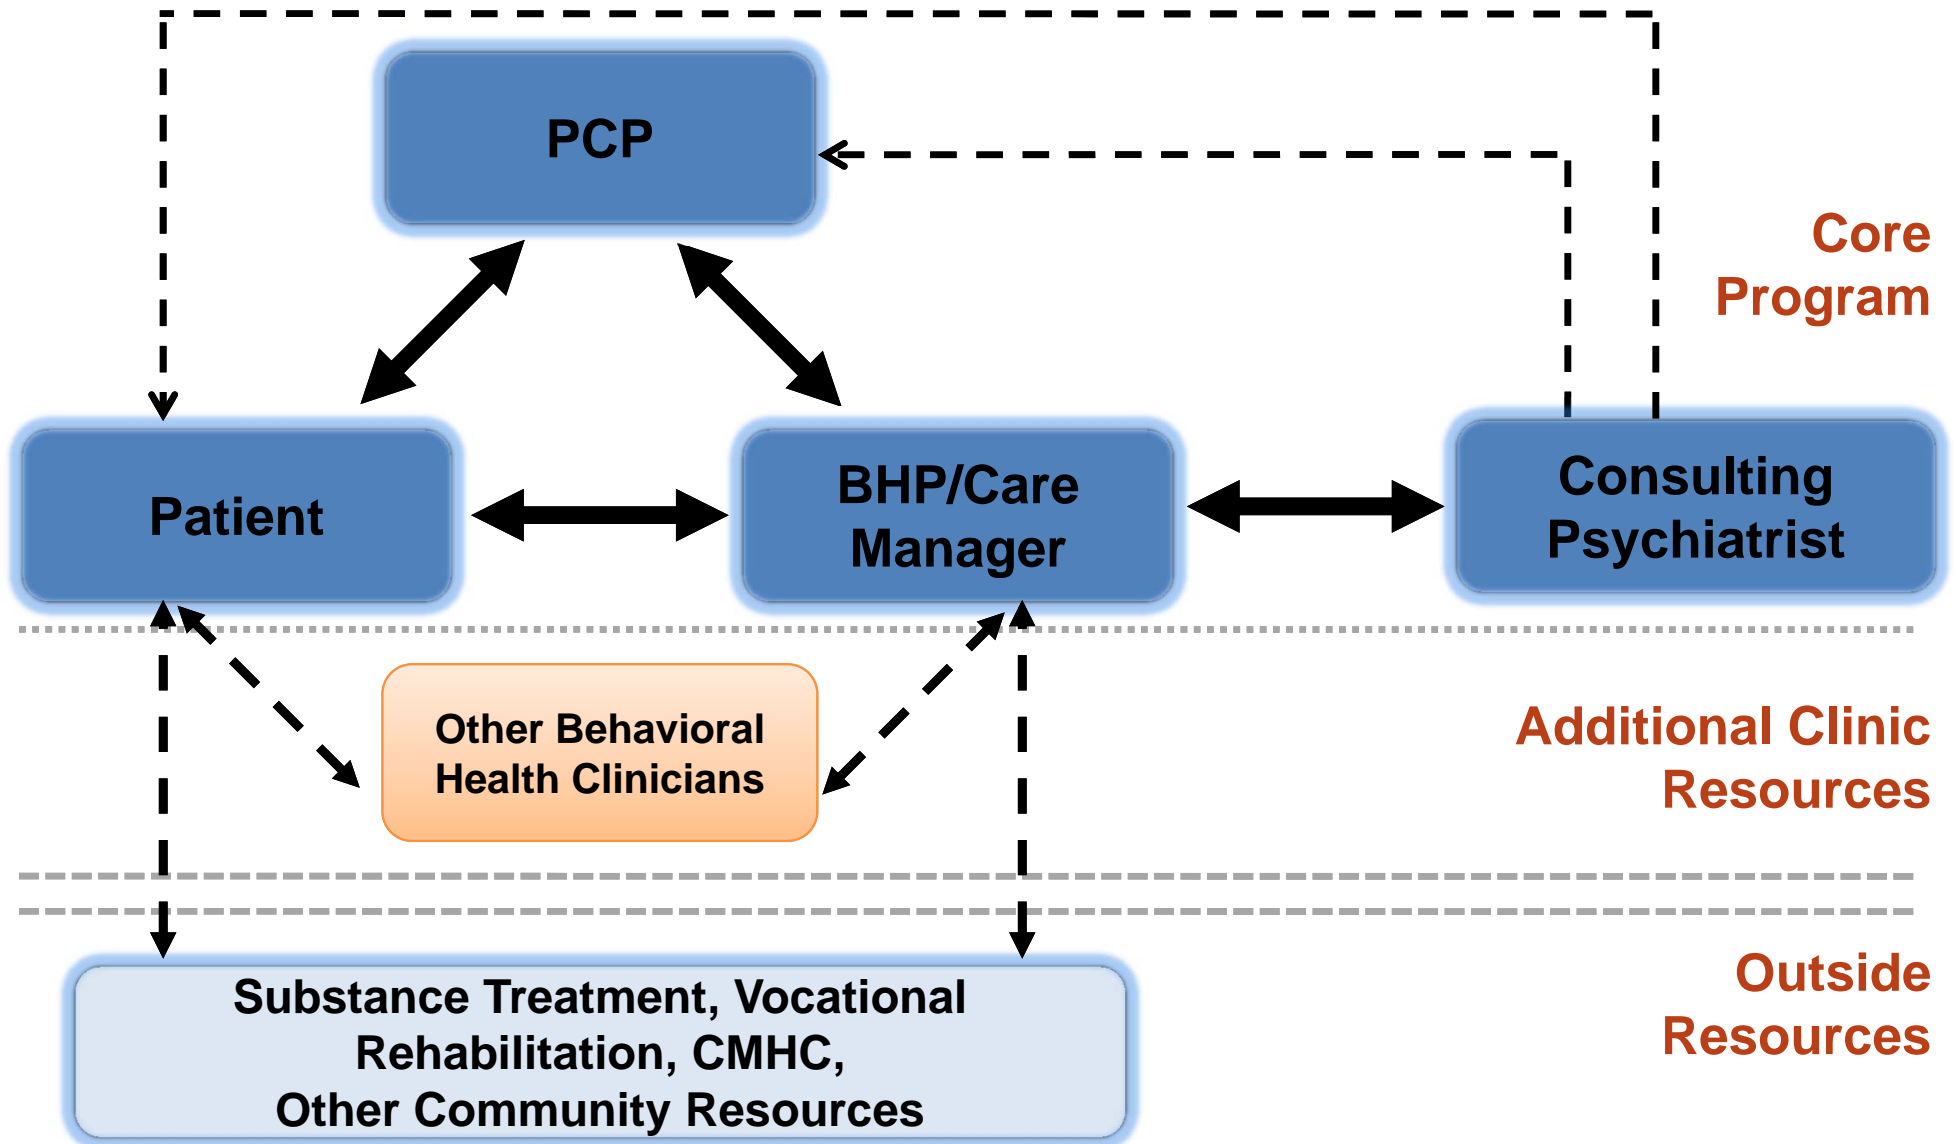 PCP
Core
Program
Patient
BHP/Care
Manager
Consulting
Psychiatrist
Other Behavioral
Health Clinicians
Additional Clinic
Resources
Substance Treatment, Vocational
Rehabilitation, CMHC,
Other Community Resources
Outside
Resources